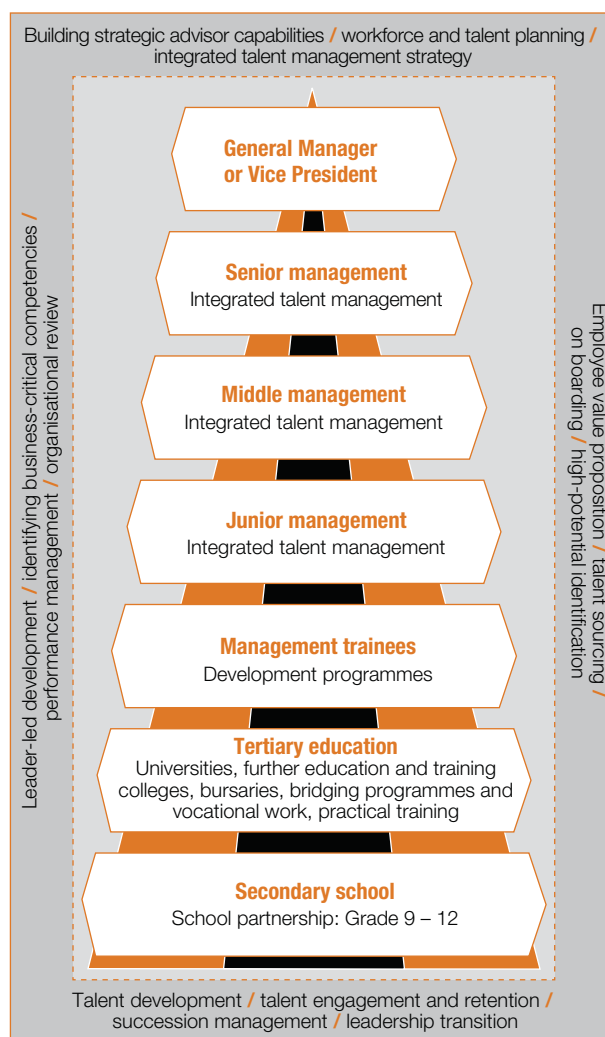 Building strategic advisor capabilities / workforce and talent planning /
integrated talent management strategy
General Manager
or Vice President
Senior management
Integrated talent management
Middle management
Integrated talent management
Junior management
Integrated talent management
Management trainees
Development programmes
Tertiary education
Universities, further education and training
colleges, bursaries, bridging programmes and
vocational work, practical training
Secondary school
School partnership: Grade 9 – 12
Leader-led development / identifying business-critical competencies /
performance management / organisational review
Employee value proposition / talent sourcing /
on boarding / high-potential identification
Talent development / talent engagement and retention /
succession management / leadership transition